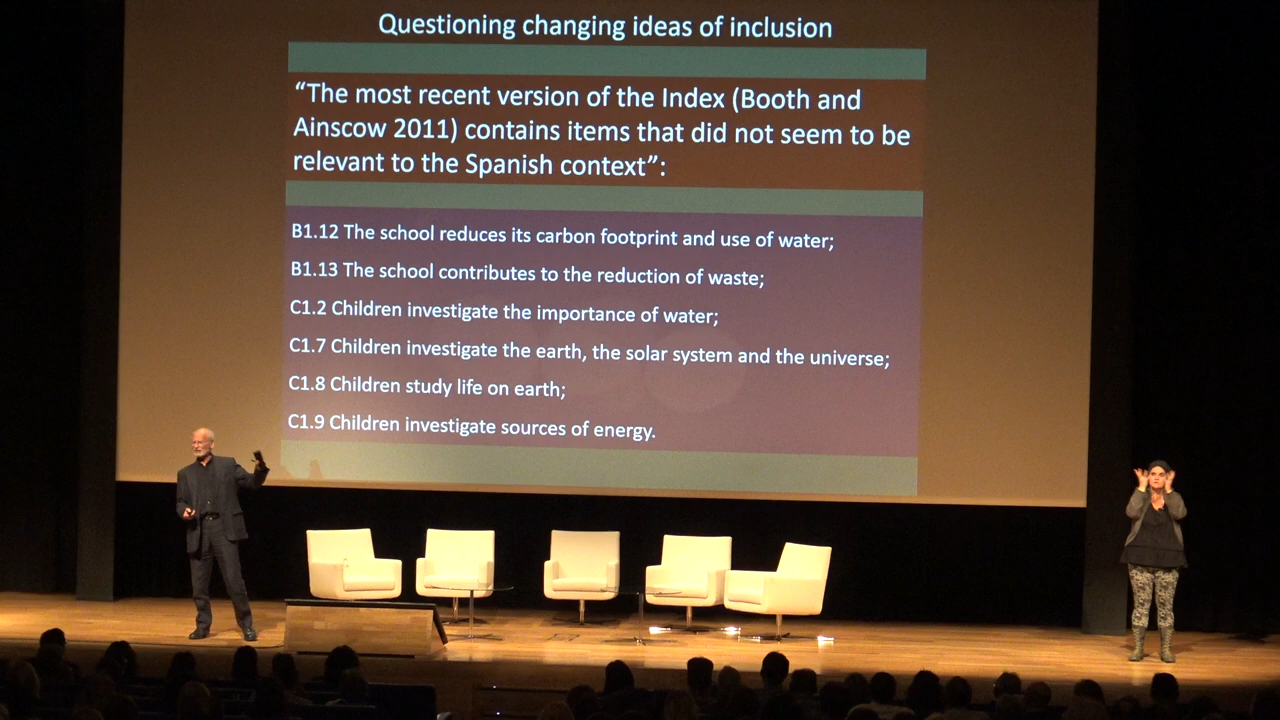 Questioning changing ideas of inclusion
“The most recent version of the Index (Booth and
Ainscow 2011) contains items that did not seem to be
relevant to the Spanish context”:
B1.12 The school reduces its carbon footprint and use of water;
B1.13 The school contributes to the reduction of waste;
C1.2 Children investigate the importance of water;
C1.7 Children investigate the earth, the solar system and the universe;
C1.8 Children study life on earth;
C1.9 Children investigate sources of energy.